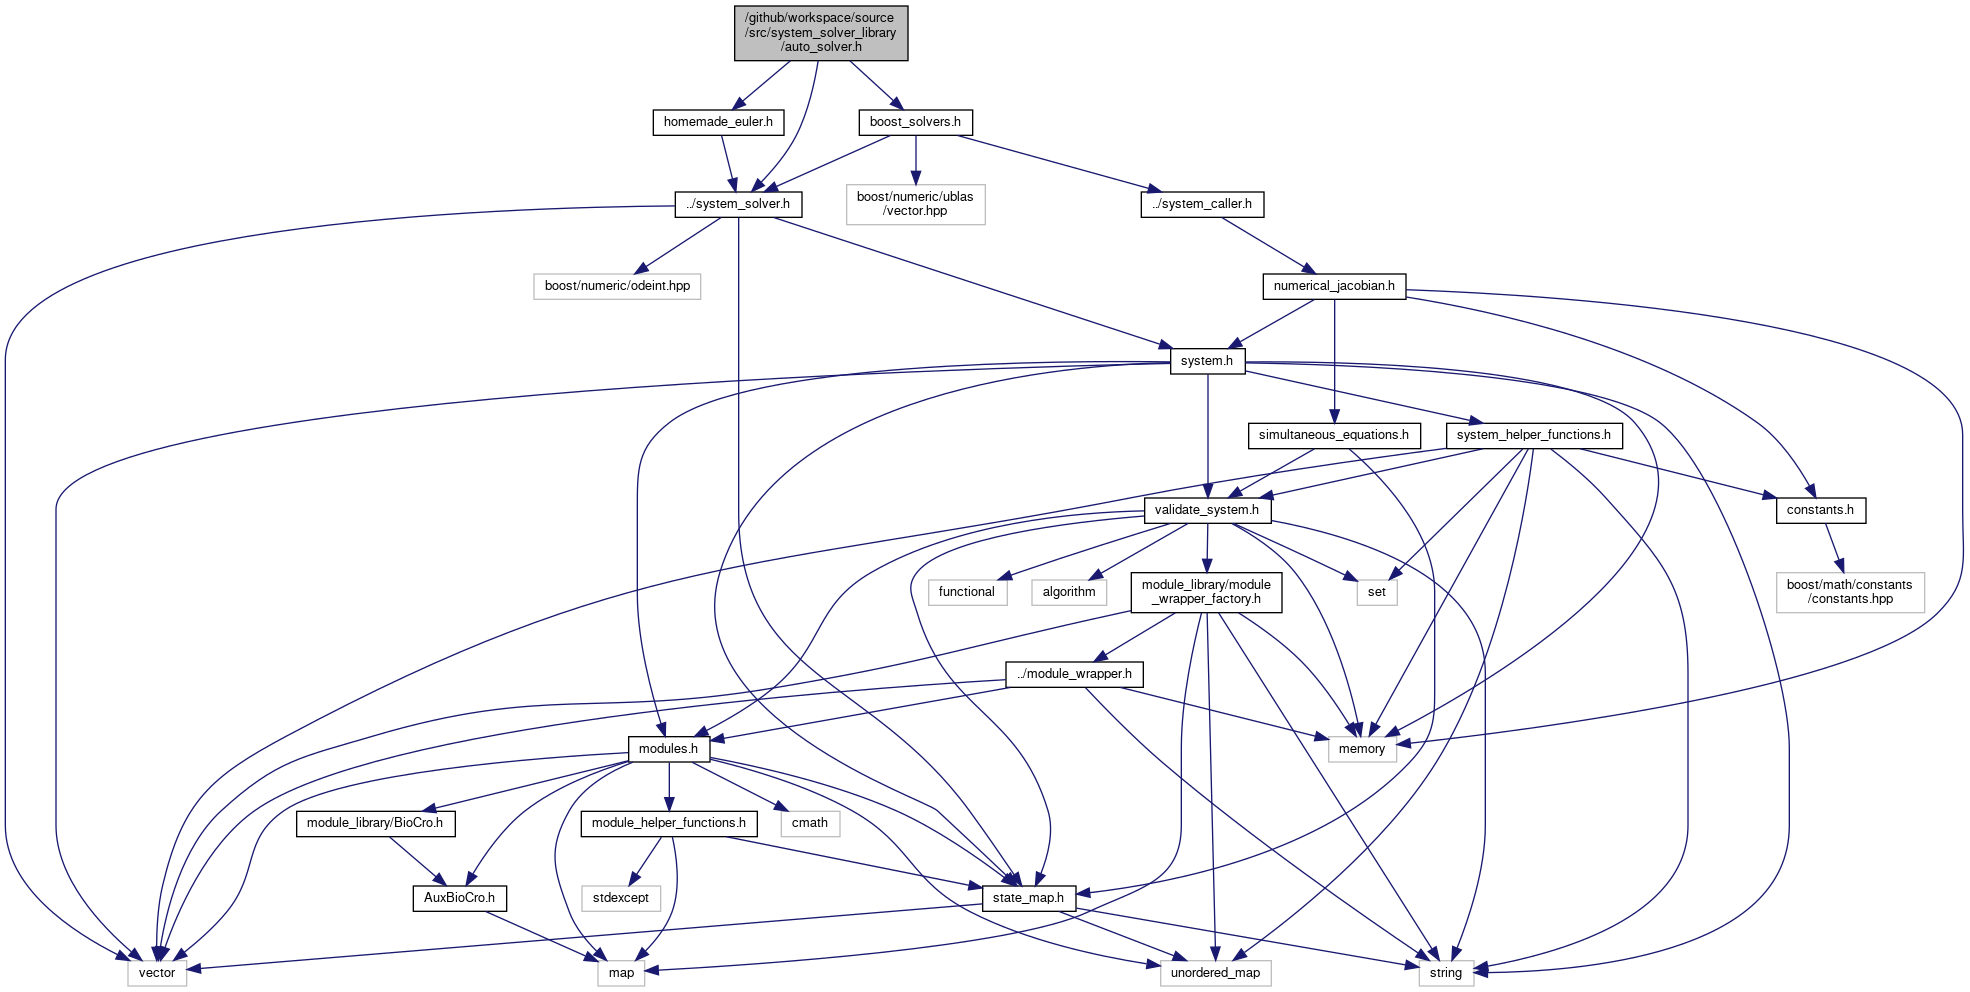 /github/workspace/source
/src/system_solver_library
/auto_solver.h
homemade_euler.h
boost_solvers.h
../system_solver.h
boost/numeric/ublas
/vector.hpp
../system_caller.h
boost/numeric/odeint.hpp
numerical_jacobian.h
system.h
simultaneous_equations.h
system_helper_functions.h
validate_system.h
constants.h
functional
algorithm
module_library/module
_wrapper_factory.h
set
boost/math/constants
/constants.hpp
../module_wrapper.h
modules.h
memory
module_library/BioCro.h
module_helper_functions.h
cmath
AuxBioCro.h
stdexcept
state_map.h
vector
map
unordered_map
string